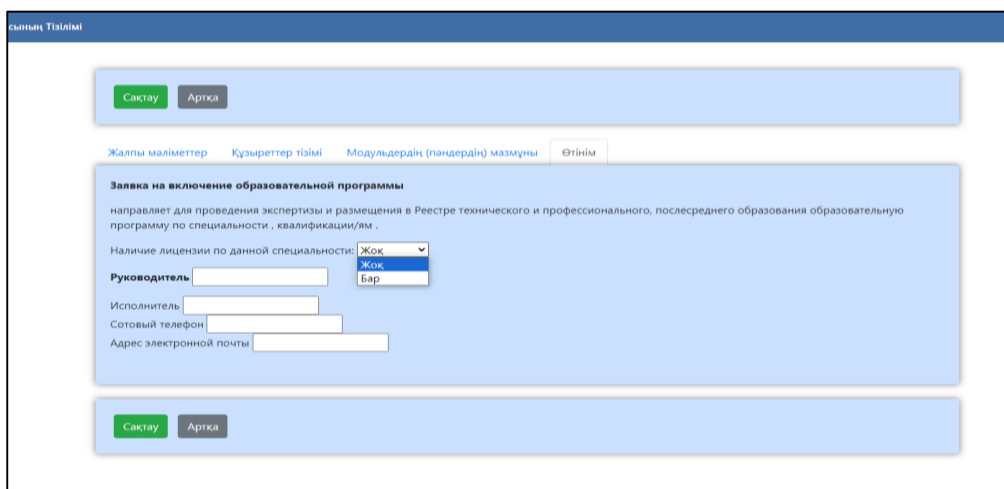 сының Тізілімі
Сақтау Артқа
Жалпы мәліметтер Құзыреттер тізімі Модульдердің (пәндердің) мазмұны Өтінім
Заявка на включение образовательной программы
направляет для проведения экспертизы и размещения в Реестре технического и профессионального, послесреднего образования образовательную
программу по специальности , квалификации/ям .
Наличие лицензии по данной специальности: Жоқ
Жоқ
Бар
Руководитель
Исполнитель
Сотовый телефон
Адрес электронной почты
Сақтау Артқа